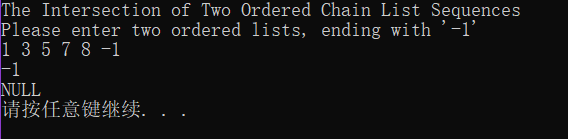 The Intersection of Two Ordered Chain List Sequences
Please enter two ordered lists, ending with '-1'
1 3 5 7 8 -1
-1
NULL
请按任意键继续. . .